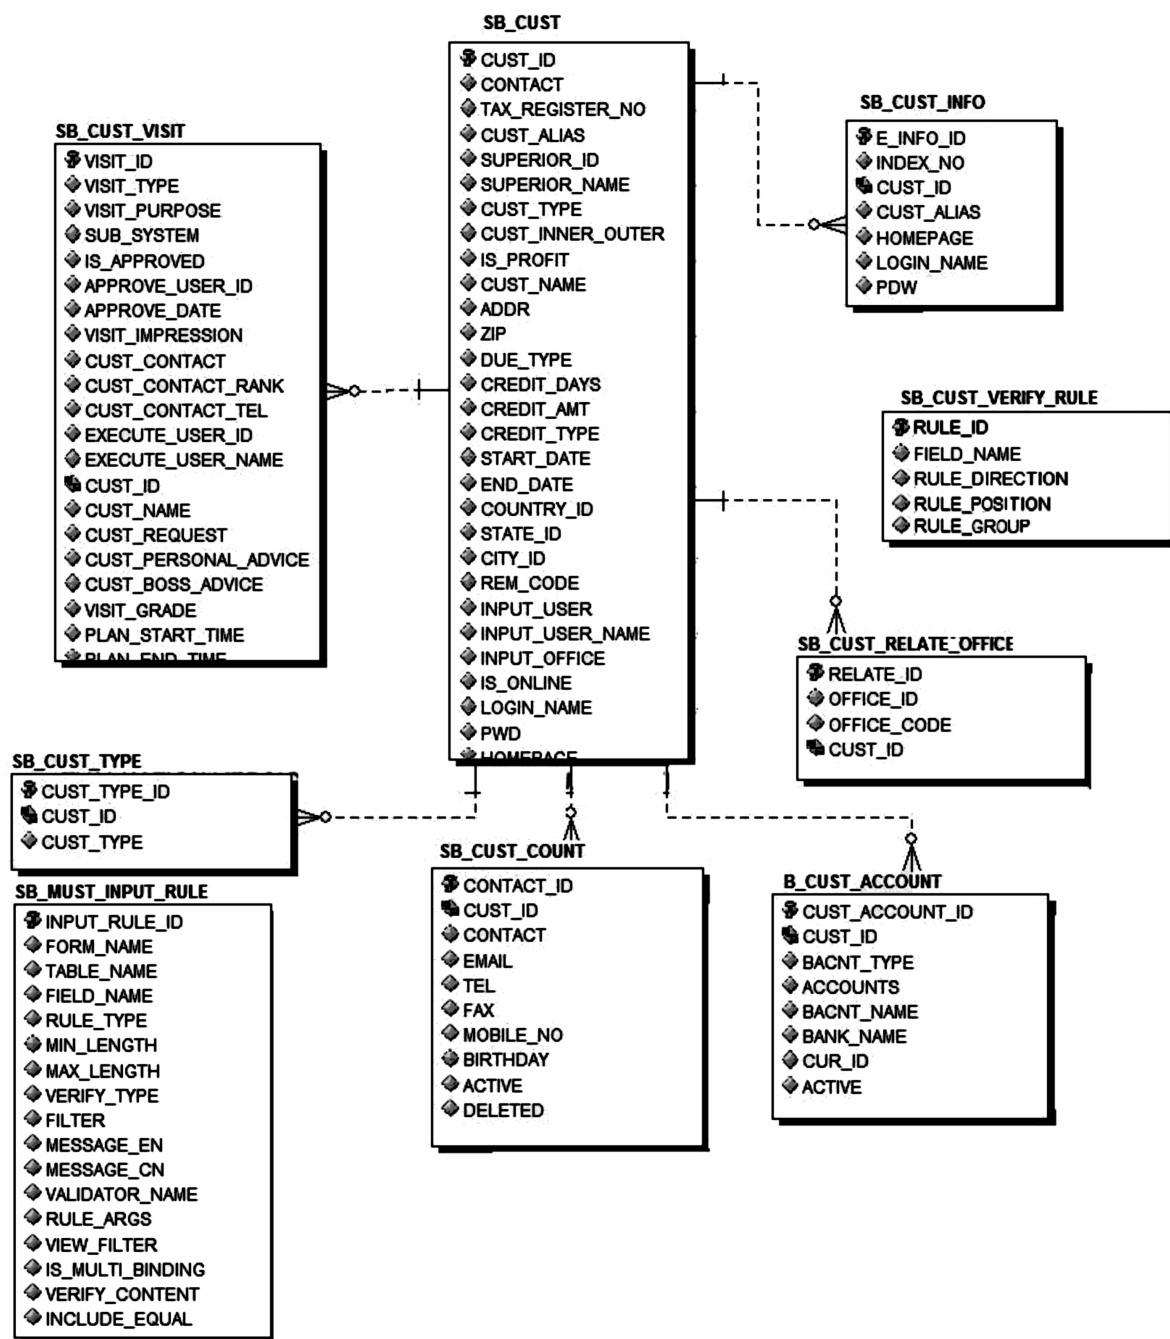 SB_CUST
CUST_ID
CONTACT
TAX_REGISTER_NO
CUST_ALIAS
SUPERIOR_ID
SUPERIOR_NAME
CUST_TYPE
CUST_INNER_OUTER
IS_PROFIT
CUST_NAME
ADDR
ZIP
DUE_TYPE
CREDIT_DAYS
CREDIT_AMT
CREDIT_TYPE
START_DATE
END_DATE
COUNTRY_ID
STATE_ID
CITY_ID
REM_CODE
INPUT_USER
INPUT_USER_NAME
INPUT_OFFICE
IS_ONLINE
LOGIN_NAME
PWD
HOMEPAGE
SB_CUST_VISIT
VISIT_ID
VISIT_TYPE
VISIT_PURPOSE
SUB_SYSTEM
IS_APPROVED
APPROVE_USER_ID
APPROVE_DATE
VISIT_IMPRESSION
CUST_CONTACT
CUST_CONTACT_RANK
CUST_CONTACT_TEL
EXECUTE_USER_ID
EXECUTE_USER_NAME
CUST_ID
CUST_NAME
CUST_REQUEST
CUST_PERSONAL_ADVICE
CUST_BOSS_ADVICE
VISIT_GRADE
PLAN_START_TIME
PLAN_END_TIME
SB_CUST_INFO
E_INFO_ID
INDEX_NO
CUST_ID
CUST_ALIAS
HOMEPAGE
LOGIN_NAME
PDW
SB_CUST_VERIFY_RULE
RULE_ID
FIELD_NAME
RULE_DIRECTION
RULE_POSITION
RULE_GROUP
SB_CUST_RELATE_OFFICE
RELATE_ID
OFFICE_ID
OFFICE_CODE
CUST_ID
SB_CUST_TYPE
CUST_TYPE_ID
CUST_ID
CUST_TYPE
SB_MUST_INPUT_RULE
INPUT_RULE_ID
FORM_NAME
TABLE_NAME
FIELD_NAME
RULE_TYPE
MIN_LENGTH
MAX_LENGTH
VERIFY_TYPE
FILTER
MESSAGE_EN
MESSAGE_CN
VALIDATOR_NAME
RULE_ARGS
VIEW_FILTER
IS_MULTI_BINDING
VERIFY_CONTENT
INCLUDE_EQUAL
SB_CUST_COUNT
CONTACT_ID
CUST_ID
CONTACT
EMAIL
TEL
FAX
MOBILE_NO
BIRTHDAY
ACTIVE
DELETED
B_CUST_ACCOUNT
CUST_ACCOUNT_ID
CUST_ID
BACNT_TYPE
ACCOUNTS
BACNT_NAME
BANK_NAME
CUR_ID
ACTIVE